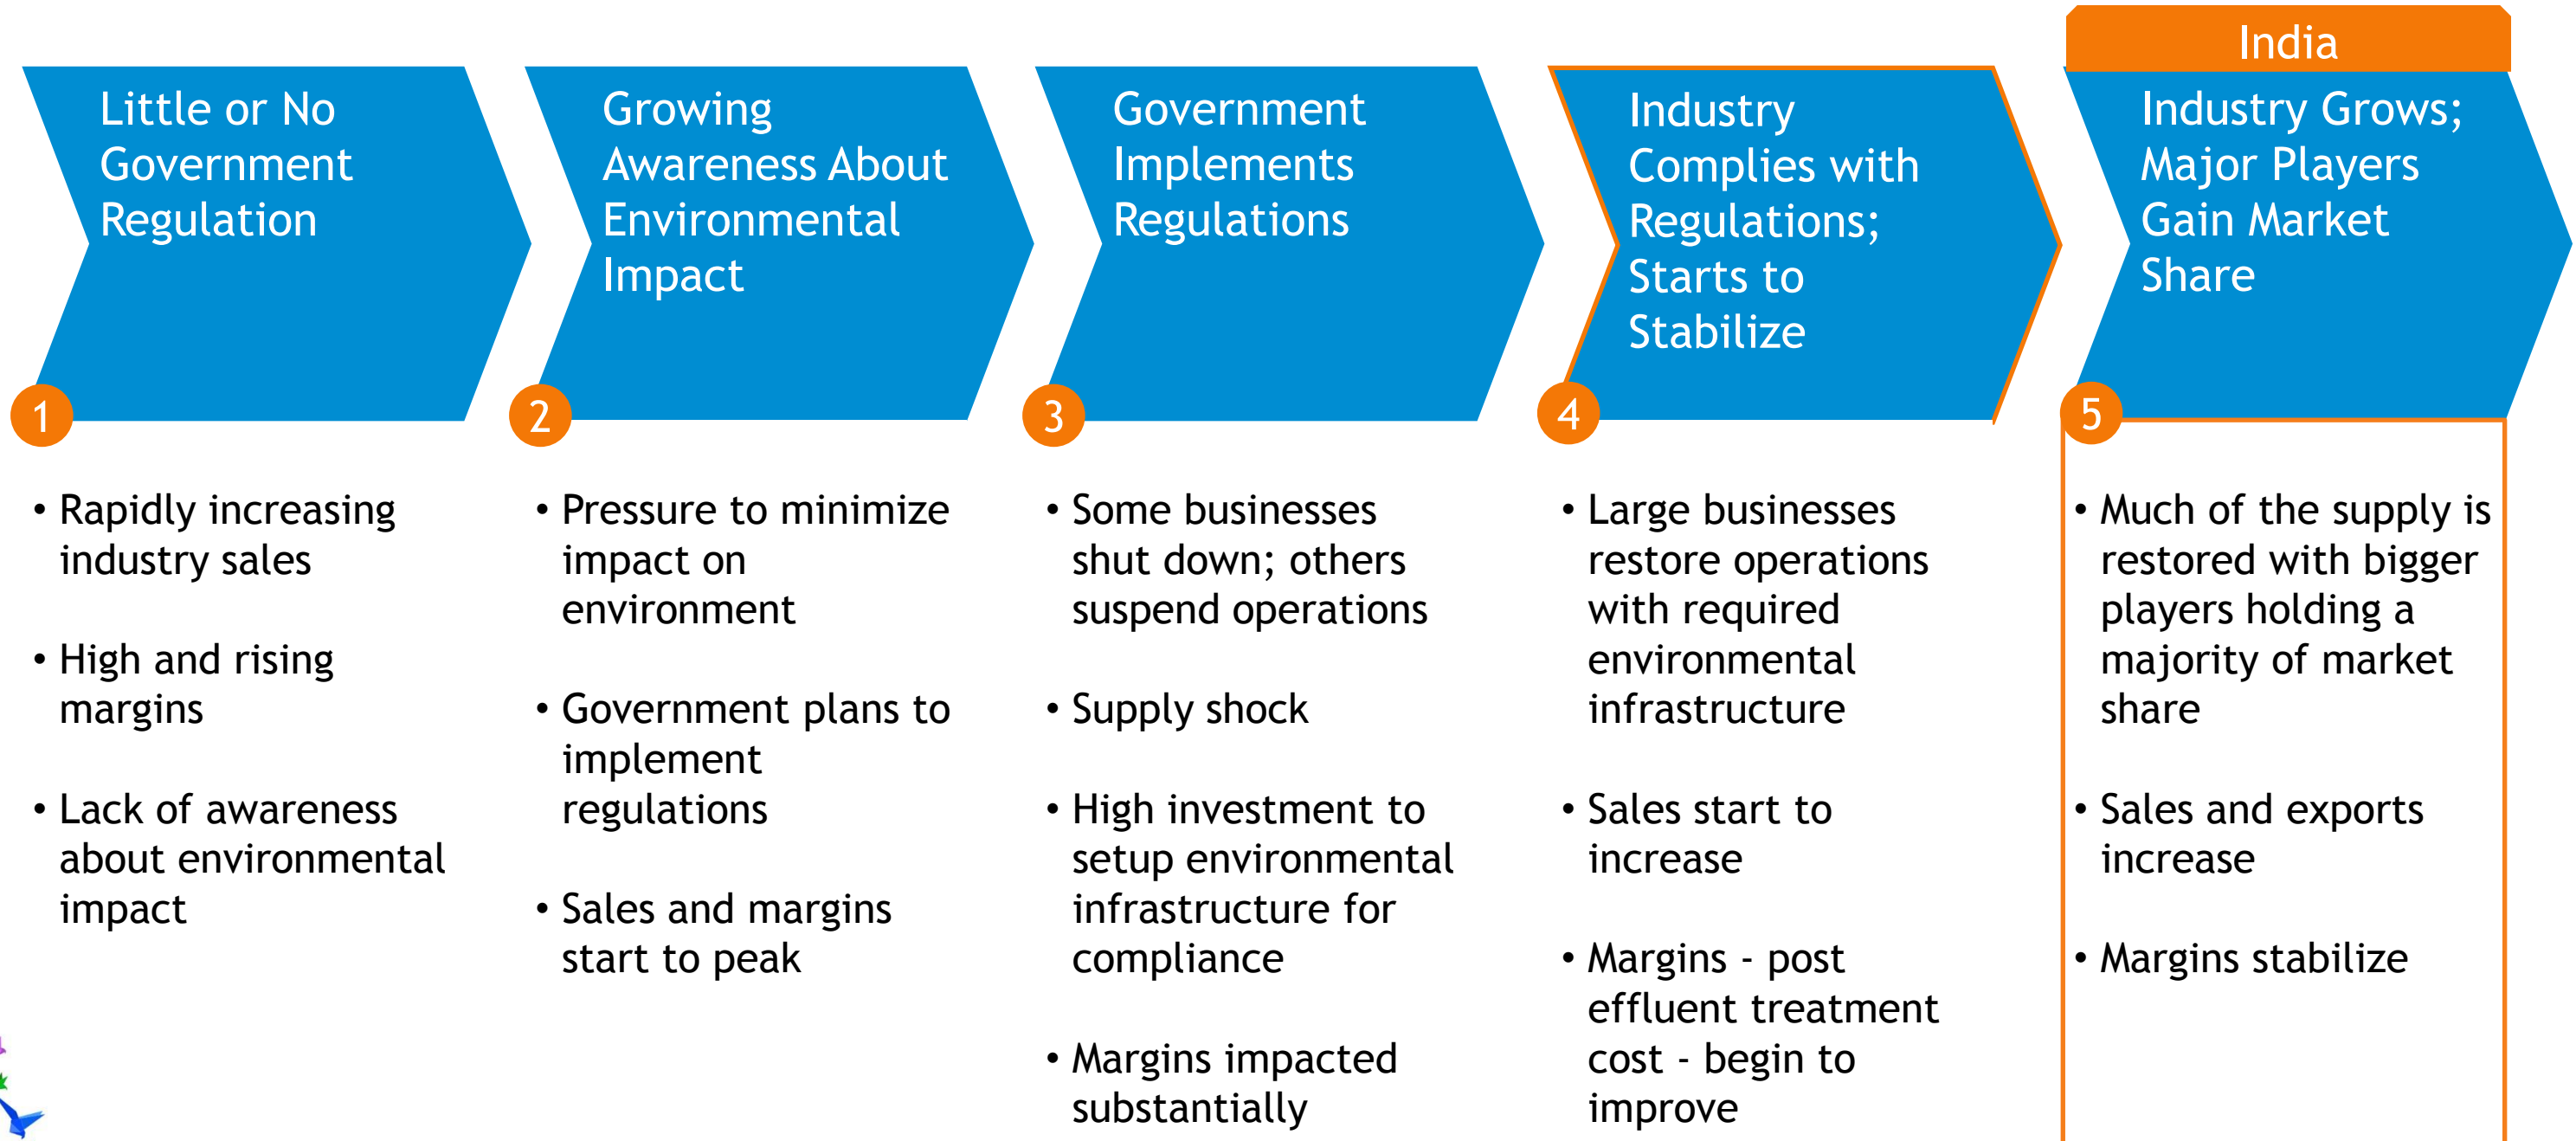 India
Little or No
Government
Regulation
1
Growing
Awareness About
Environmental
Impact
2
Government
Implements
Regulations
3
Industry
Complies with
Regulations;
Starts to
Stabilize
4
Industry Grows;
Major Players
Gain Market
Share
5
• Rapidly increasing
industry sales
• High and rising
margins
• Lack of awareness
about environmental
impact
• Pressure to minimize
impact on
environment
• Government plans to
implement
regulations
• Sales and margins
start to peak
• Some businesses
shut down; others
suspend operations
• Supply shock
• High investment to
setup environmental
infrastructure for
compliance
• Margins impacted
substantially
• Large businesses
restore operations
with required
environmental
infrastructure
• Sales start to
increase
• Margins - post
effluent treatment
cost - begin to
improve
• Much of the supply is
restored with bigger
players holding a
majority of market
share
• Sales and exports
increase
• Margins stabilize